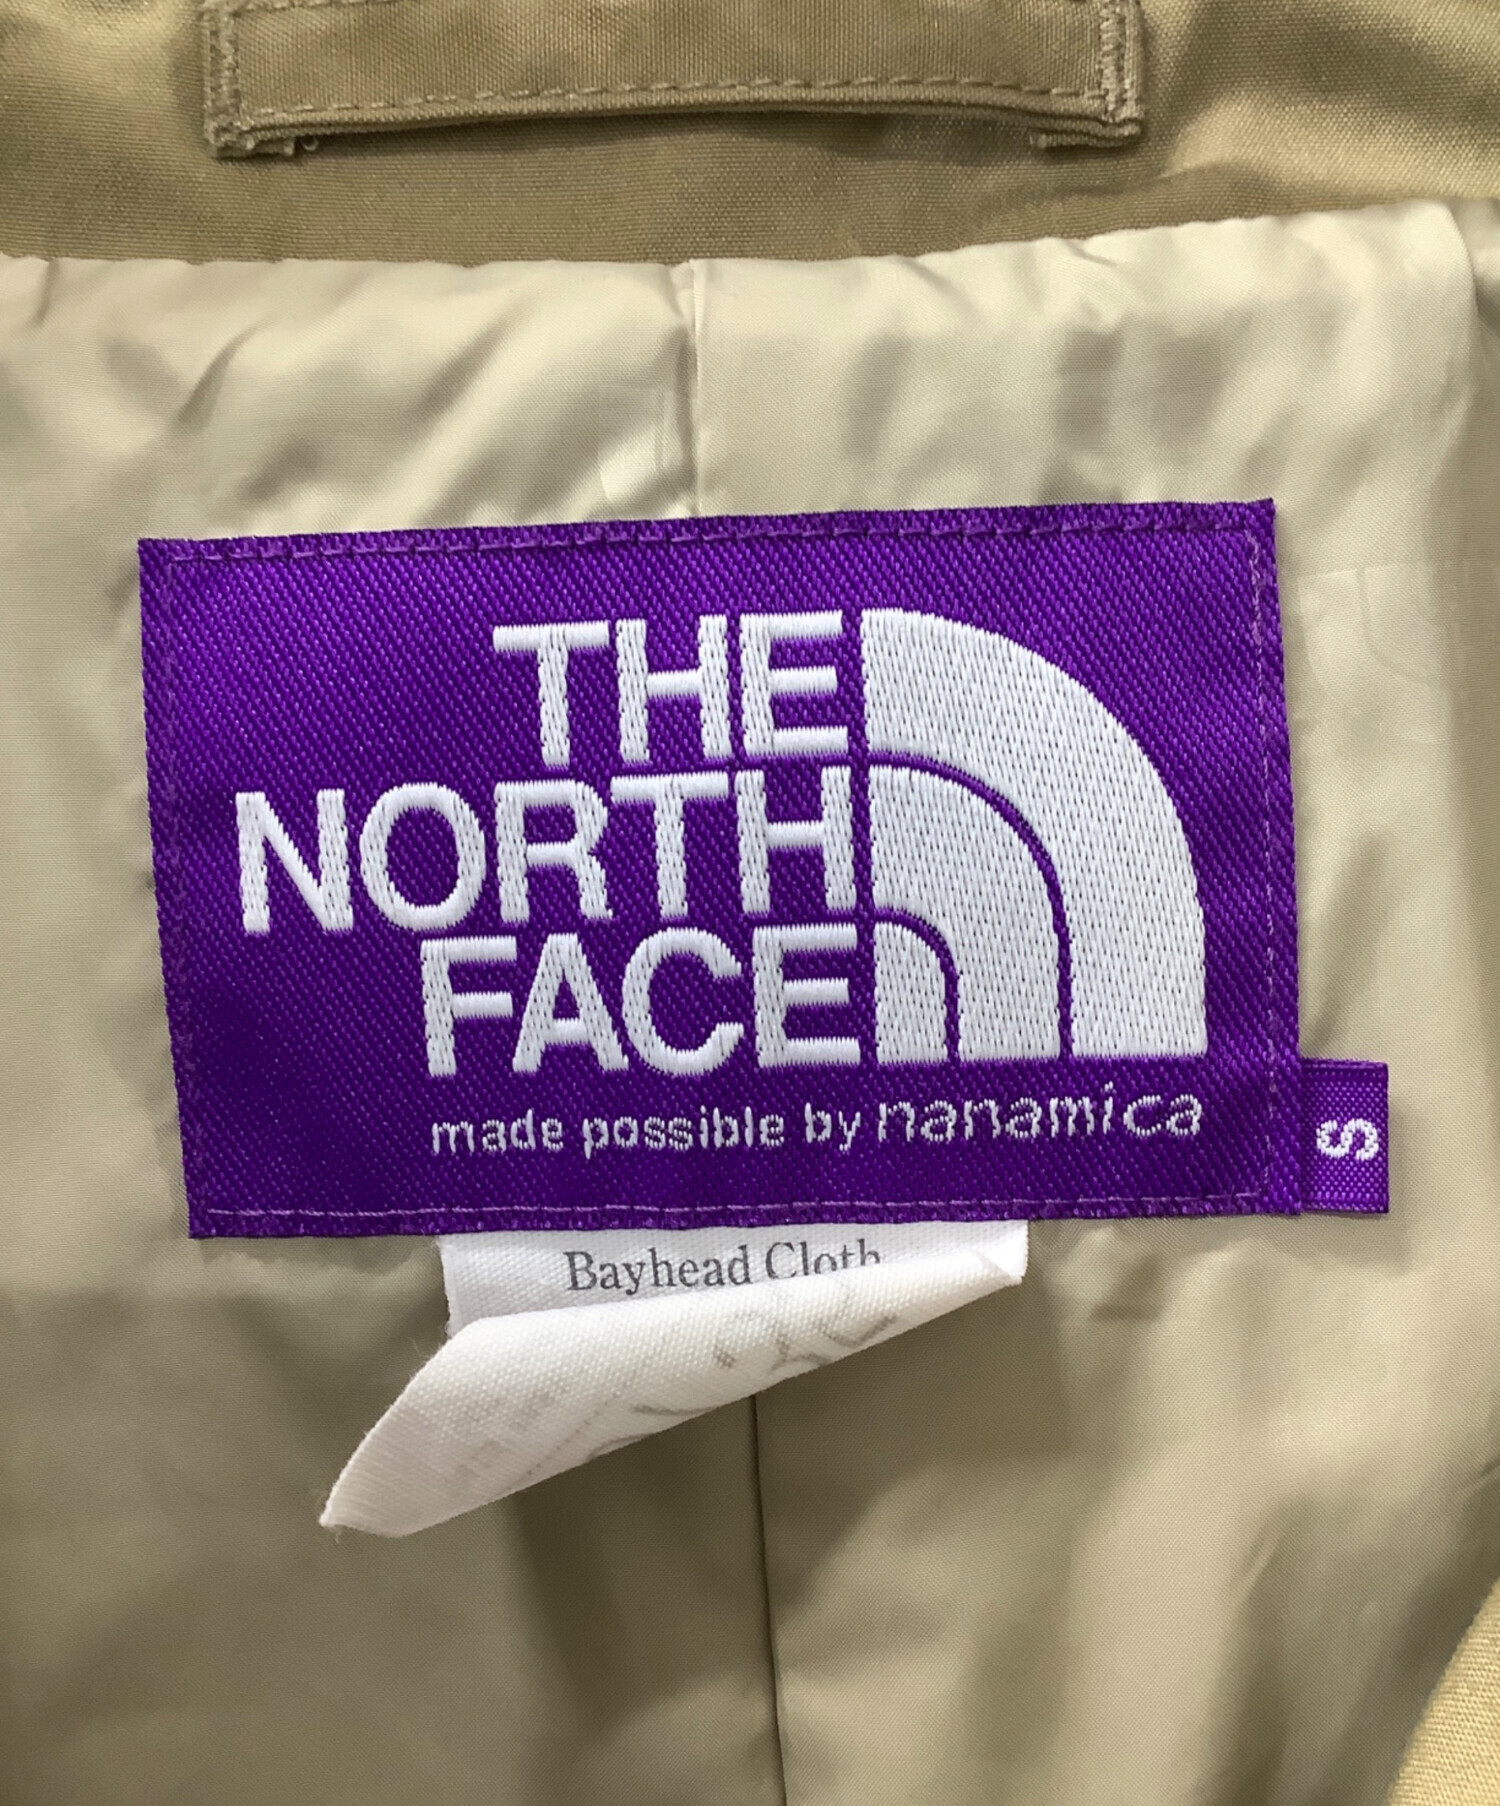 THE
NORTH
FACE
made possible by nanamica
S
Bayhead Cloth